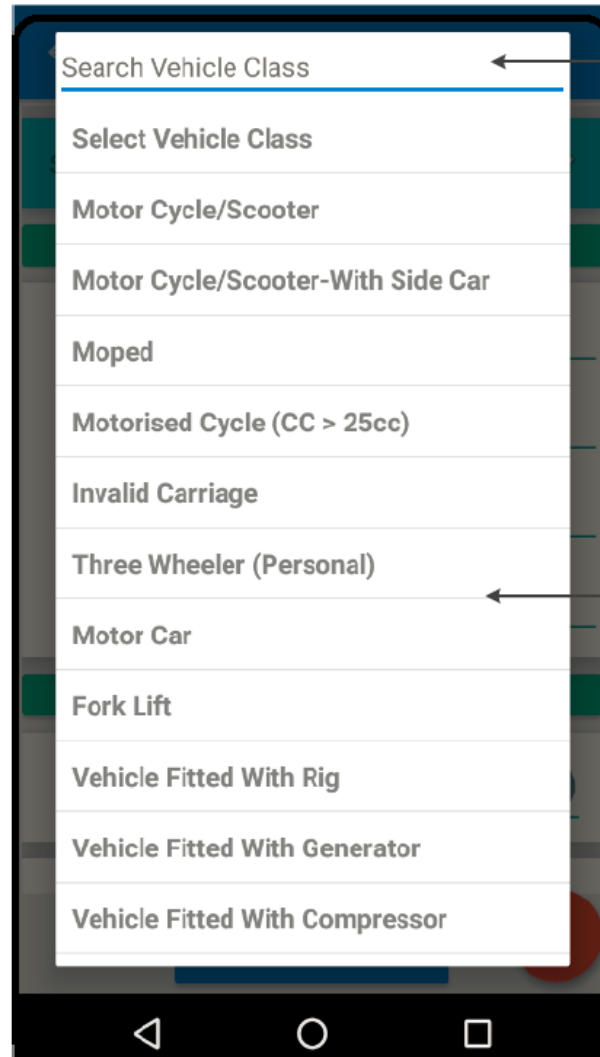 Search Vehicle Class
Select Vehicle Class
Motor Cycle/Scooter
Motor Cycle/Scooter-With Side Car
Moped
Motorised Cycle (CC > 25cc)
Invalid Carriage
Three Wheeler (Personal)
Motor Car
Fork Lift
Vehicle Fitted With Rig
Vehicle Fitted With Generator
Vehicle Fitted With Compressor